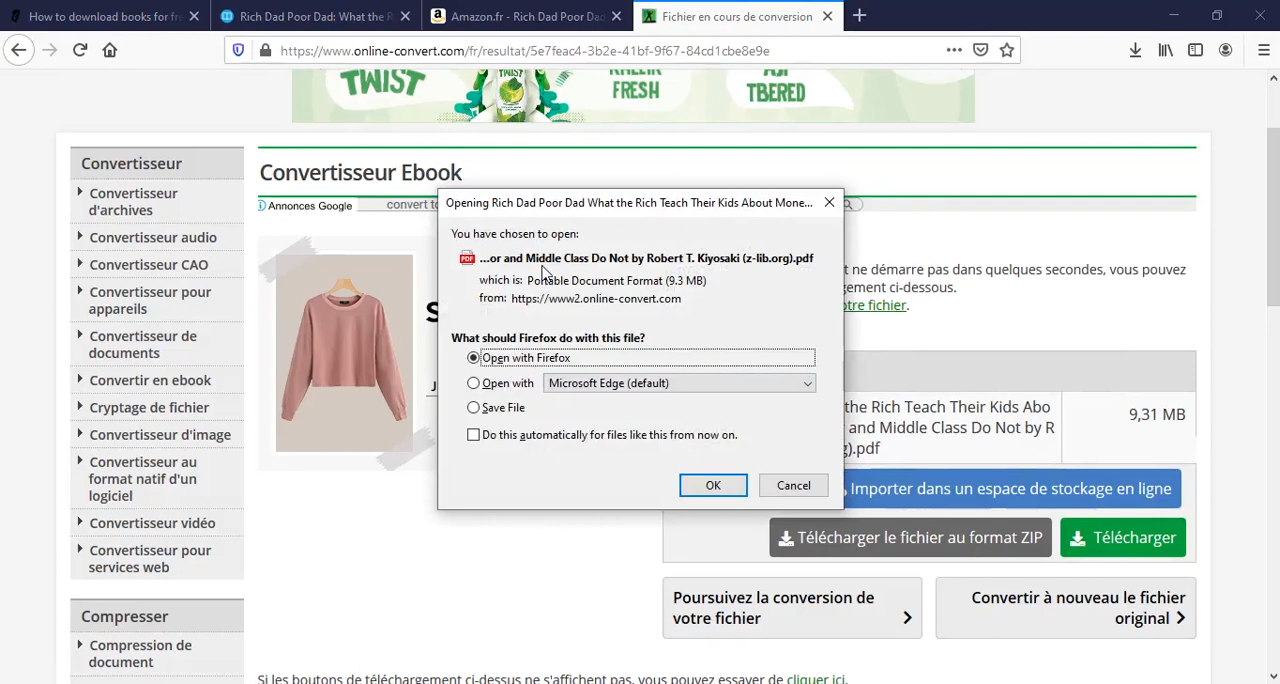 How to download books for fr
Rich Dad Poor Dad: What the R
Amazon.fr - Rich Dad Poor Dad
Fichier en cours de conversion
https://www.online-convert.com/fr/resultat/5e7feac4-3b2e-41bf-9f67-84cd1cbe89e
TWIST
TWIST
FRESH
TBERED
Convertisseur
Convertisseur d'archives
Convertisseur audio
Convertisseur CAO
Convertisseur pour appareils
Convertisseur de documents
Convertir en ebook
Cryptage de fichier
Convertisseur d'image
Convertisseur au format natif d'un logiciel
Convertisseur vidéo
Convertisseur pour services web
Compresser
Compression de document
Convertisseur Ebook
Annonces Google
convert to
S
J
Opening Rich Dad Poor Dad What the Rich Teach Their Kids About Mone...
You have chosen to open:
PDF
...or and Middle Class Do Not by Robert T. Kiyosaki (z-lib.org).pdf
which is: Portable Document Format (9.3 MB)
from: https://www2.online-convert.com
What should Firefox do with this file?
Open with Firefox
Open with
Microsoft Edge (default)
Save File
Do this automatically for files like this from now on.
OK
Cancel
t ne démarre pas dans quelques secondes, vous pouvez
gement ci-dessous.
otre fichier.
the Rich Teach Their Kids Abo
and Middle Class Do Not by R
g).pdf
9,31 MB
Importer dans un espace de stockage en ligne
Télécharger le fichier au format ZIP
Télécharger
Poursuivez la conversion de votre fichier
Convertir à nouveau le fichier original
Si les boutons de téléchargement ci-dessus ne s'affichent pas, vous pouvez essayer de cliquer ici.